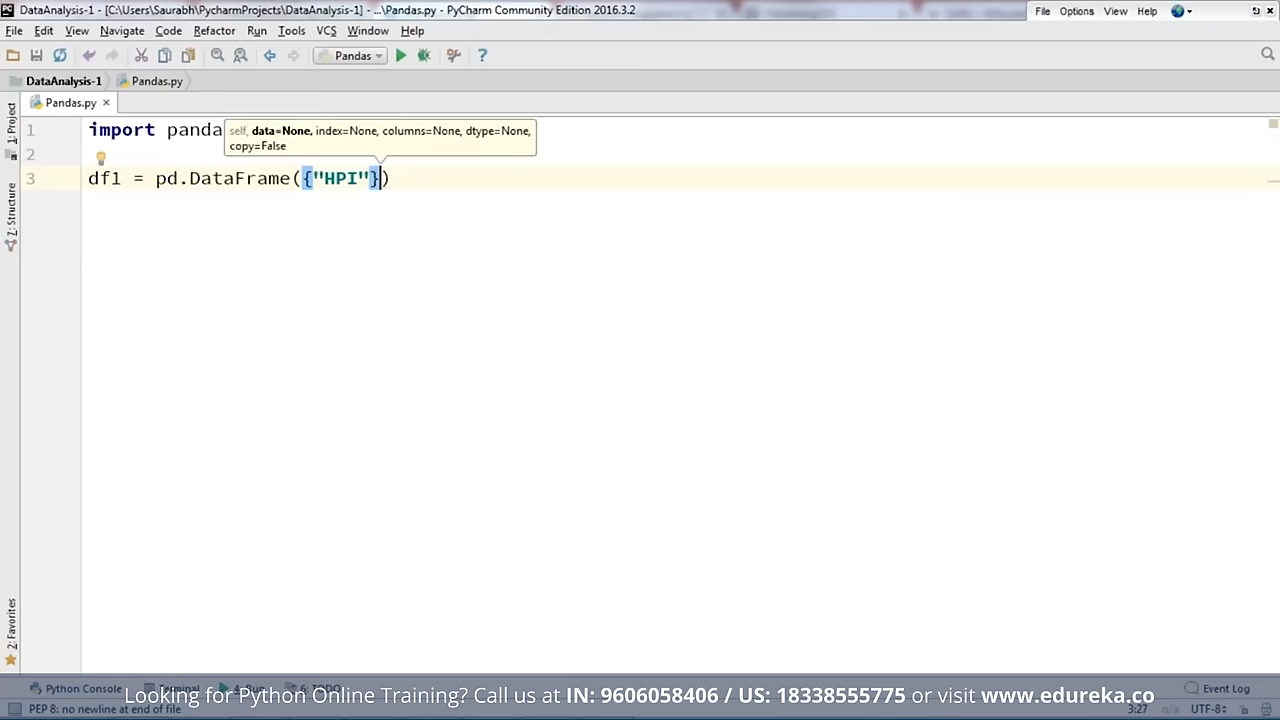 DataAnalysis-1 - [C:\Users\Saurabh\PycharmProjects\DataAnalysis-1] - ...\Pandas.py - PyCharm Community Edition 2016.3.2
File Options View Help
File Edit View Navigate Code Refactor Run Tools VCS Window Help
Pandas
DataAnalysis-1 Pandas.py
Pandas.py
1: Project
Z: Structure
2: Favorites
1 import panda
self, data=None, index=None, columns=None, dtype=None,
copy=False
2
3 df1 = pd.DataFrame({"HPI"})
Python Console Terminal 4: Run 6: TODO Event Log
Looking for Python Online Training? Call us at IN: 9606058406 / US: 18338555775 or visit www.edureka.co
PEP 8: no newline at end of file 3:27 n/a UTF-8